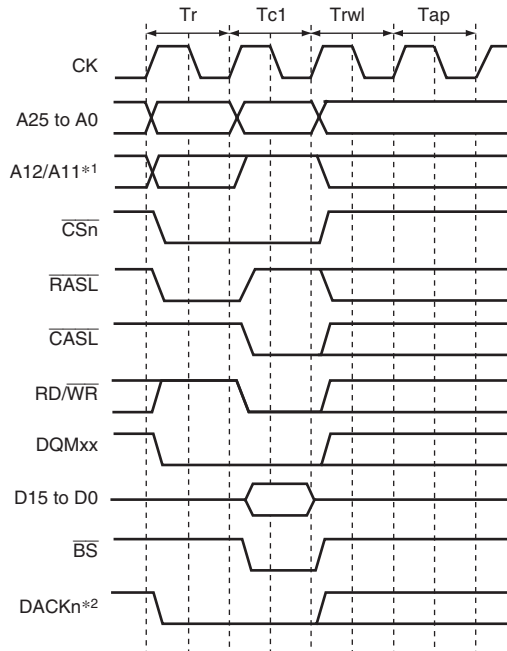 Tr Tc1 Trwl Tap
CK
A25 to A0
A12/A11*1
CSn
RASL
CASL
RD/WR
DQMxx
D15 to D0
BS
DACKn*2